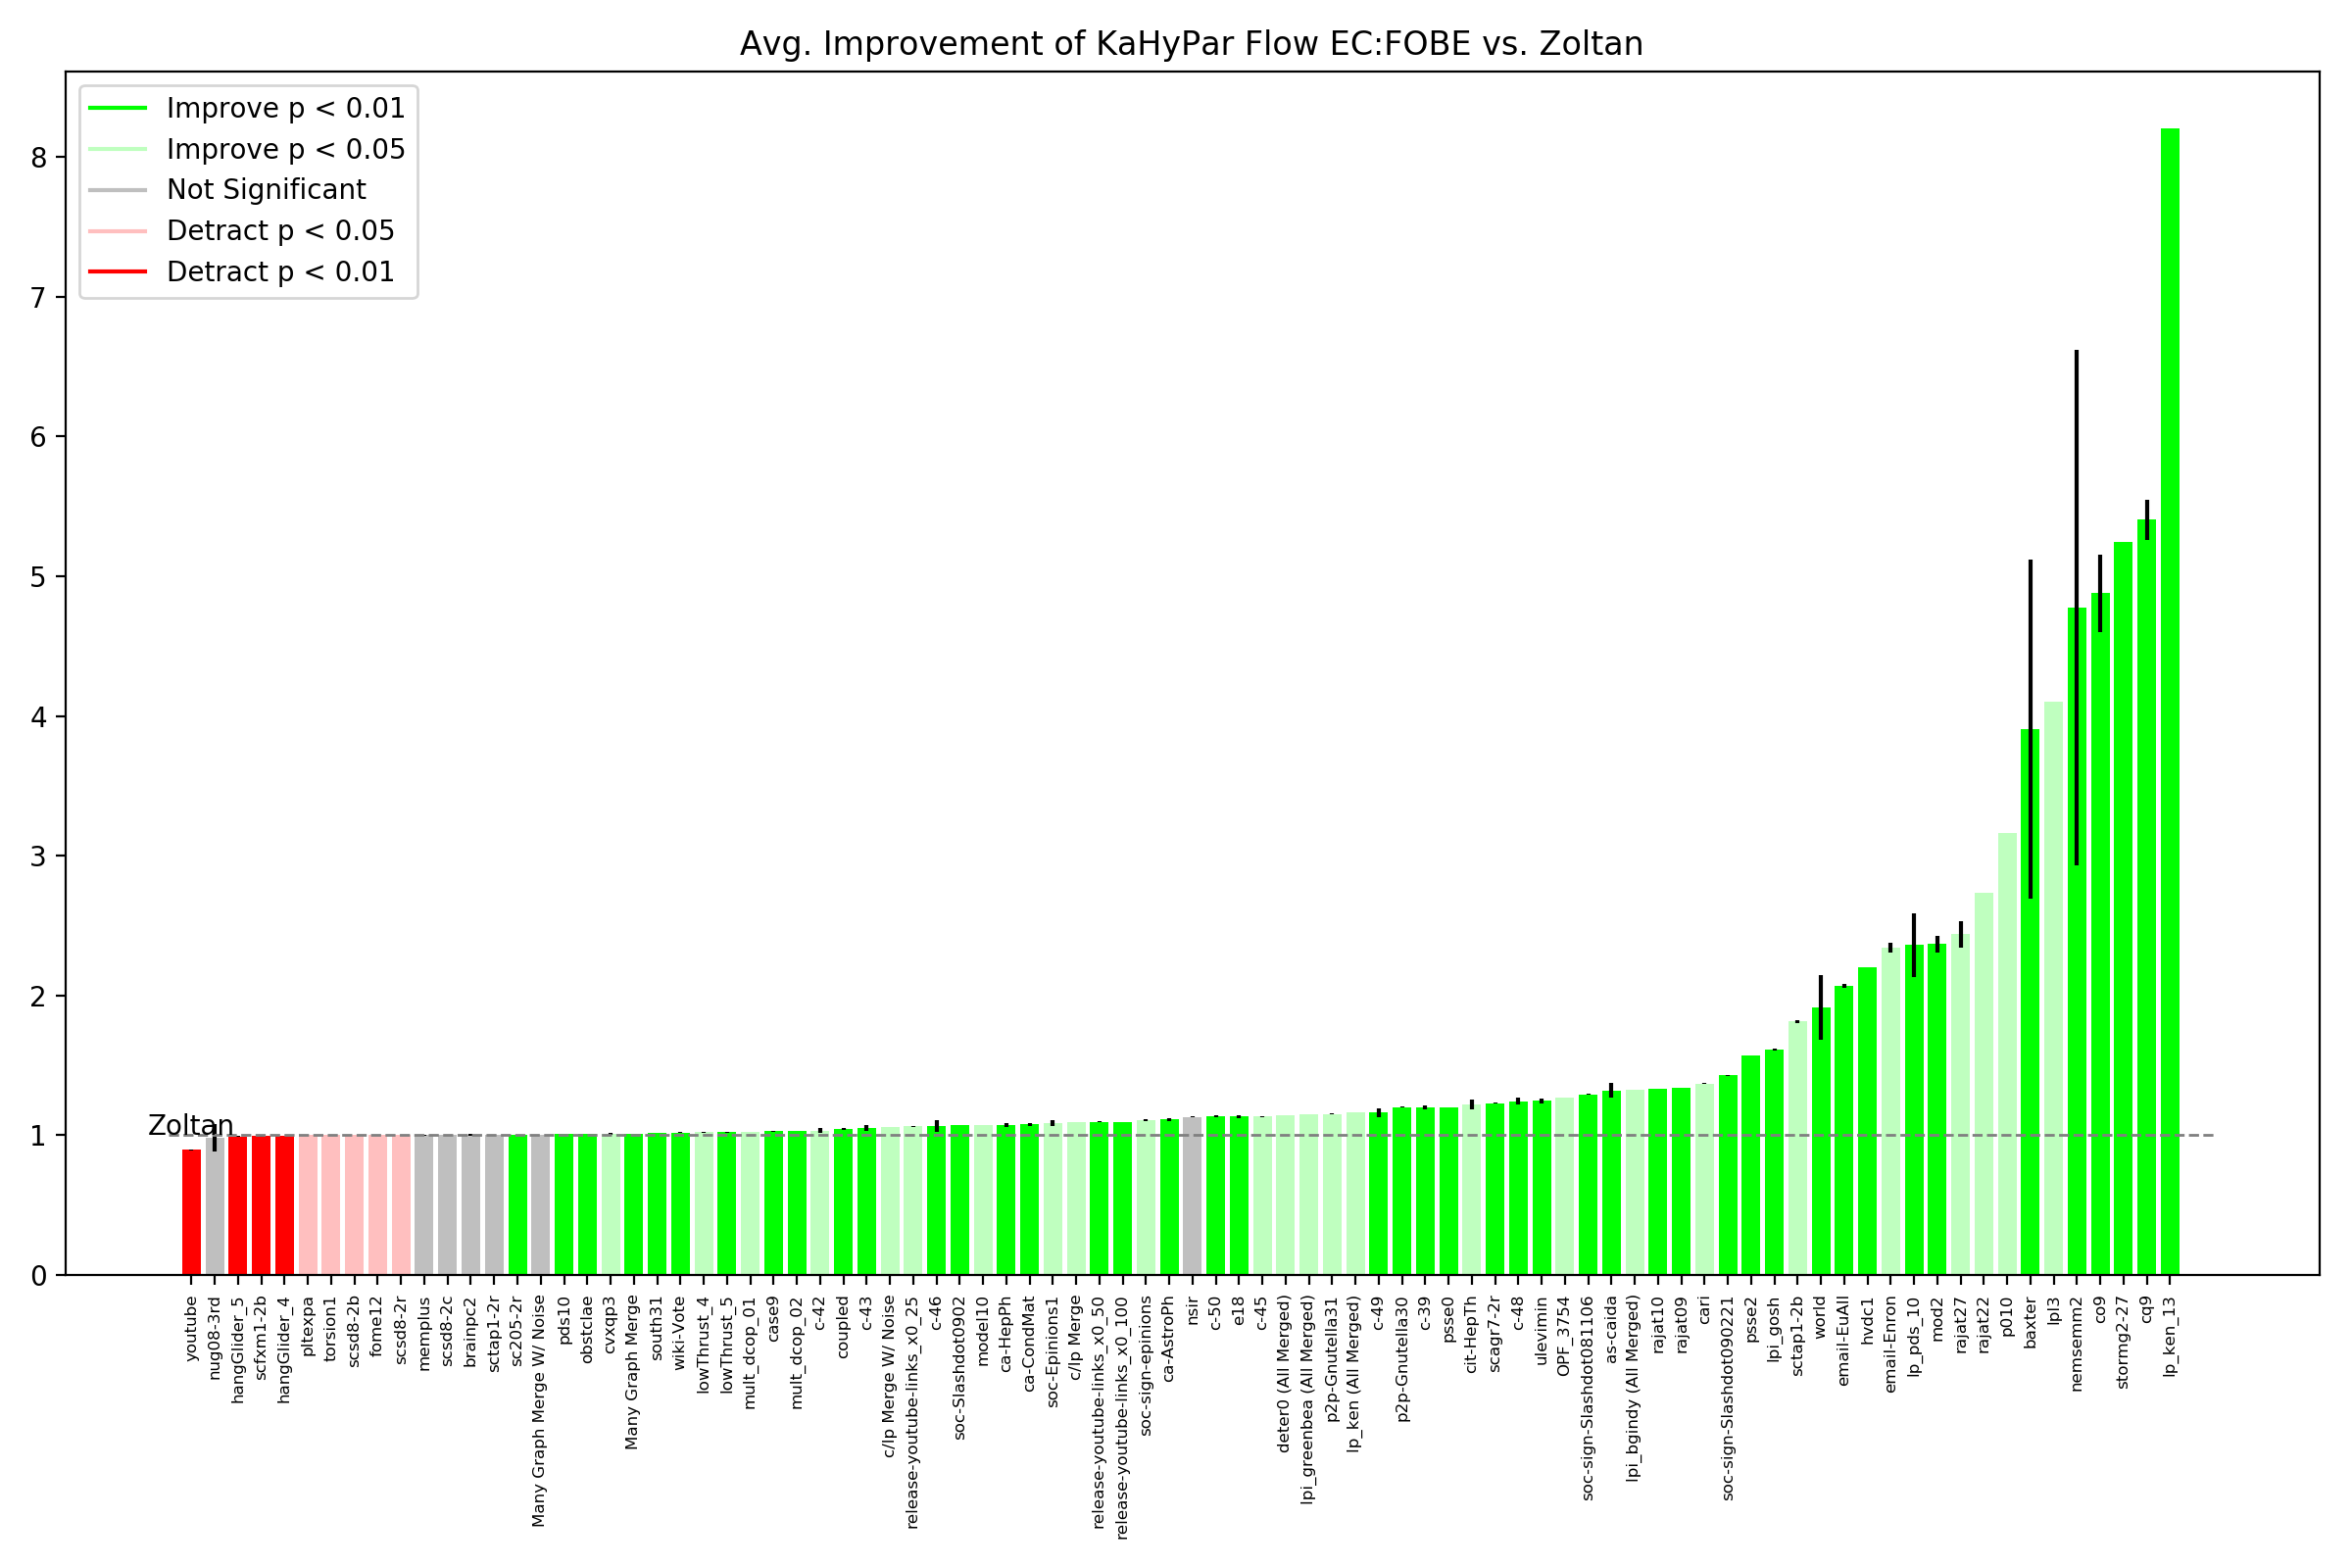 Avg. Improvement of KaHyPar Flow EC:FOBE vs. Zoltan
Improve p < 0.01
Improve p < 0.05
Not Significant
Detract p < 0.05
Detract p < 0.01
8
7
6
5
4
3
2
1
0
Zoltan
youtube
nug08-3rd
hangGlider_5
scfxm1-2b
hangGlider_4
pltexpa
torsion1
scsd8-2b
fome12
scsd8-2r
memplus
scsd8-2c
brainpc2
sctap1-2r
sc205-2r
Many Graph Merge W/ Noise
pds10
obstclae
cvxqp3
Many Graph Merge
south31
wiki-Vote
lowThrust_4
lowThrust_5
mult_dcop_01
case9
mult_dcop_02
c-42
coupled
c-43
c/lp Merge W/ Noise
release-youtube-links_x0_25
c-46
soc-Slashdot0902
model10
ca-HepPh
ca-CondMat
soc-Epinions1
c/lp Merge
release-youtube-links_x0_50
release-youtube-links_x0_100
soc-sign-epinions
ca-AstroPh
nsir
c-50
e18
c-45
deter0 (All Merged)
lpi_greenbea (All Merged)
p2p-Gnutella31
lp_ken (All Merged)
c-49
p2p-Gnutella30
c-39
psse0
cit-HepTh
scagr7-2r
c-48
ulevimin
OPF_3754
soc-sign-Slashdot081106
as-caida
lpi_bgindy (All Merged)
rajat10
rajat09
cari
soc-sign-Slashdot090221
psse2
lpi_gosh
sctap1-2b
world
email-EuAll
hvdc1
email-Enron
lp_pds_10
mod2
rajat27
rajat22
p010
baxter
lpl3
nemsemm2
co9
stormg2-27
cq9
lp_ken_13